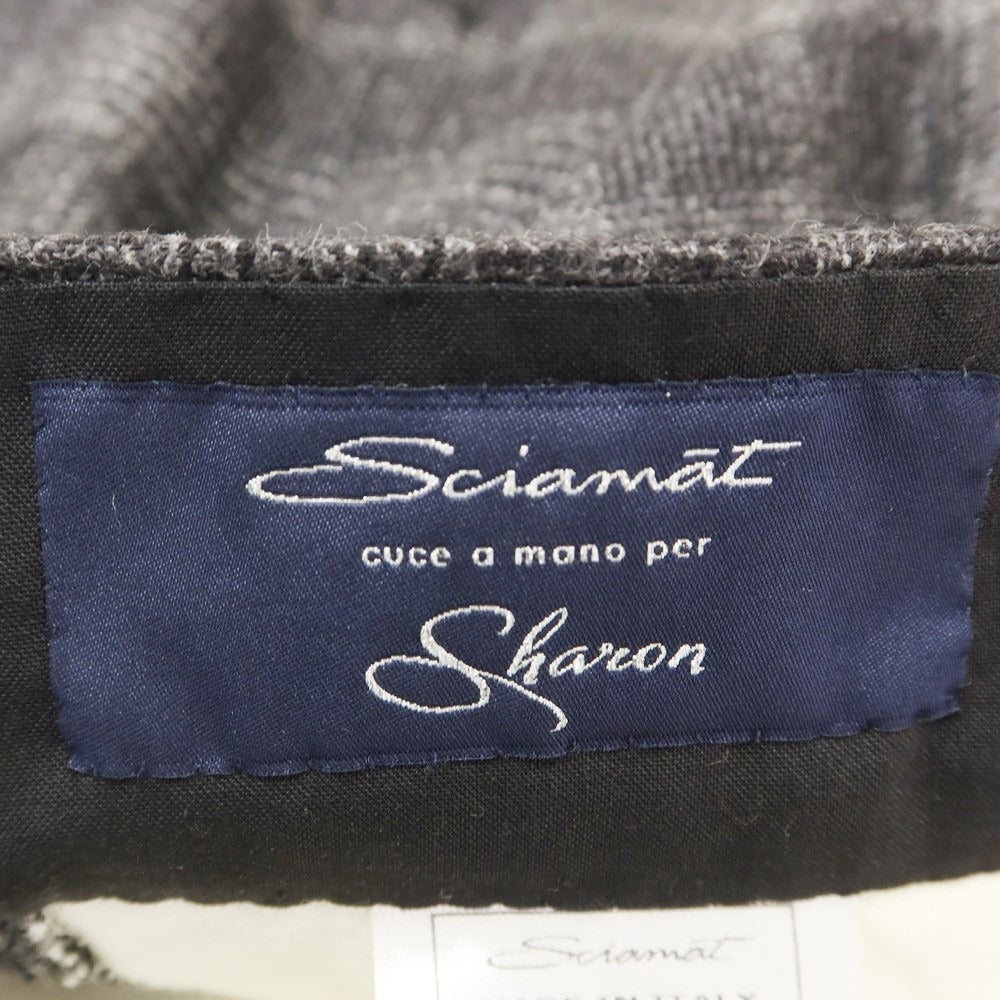 Sciamāt
cuce a mano per
Sharon
Sciamāt